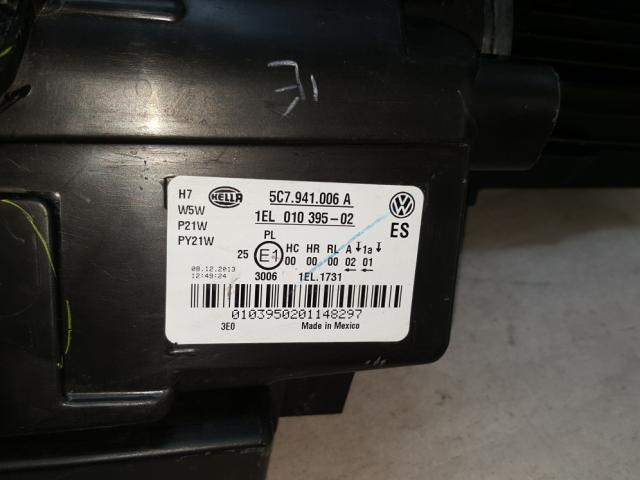 H7
W5W
P21W
PY21W
HELLA
5C7.941.006 A
1EL 010 395-02
ES
PL
25 E1 HC HR RL A 1a
00 00 00 02 01
3006 1EL.1731
08.12.2013
12:49:24
0103950201148297
3E0 Made in Mexico